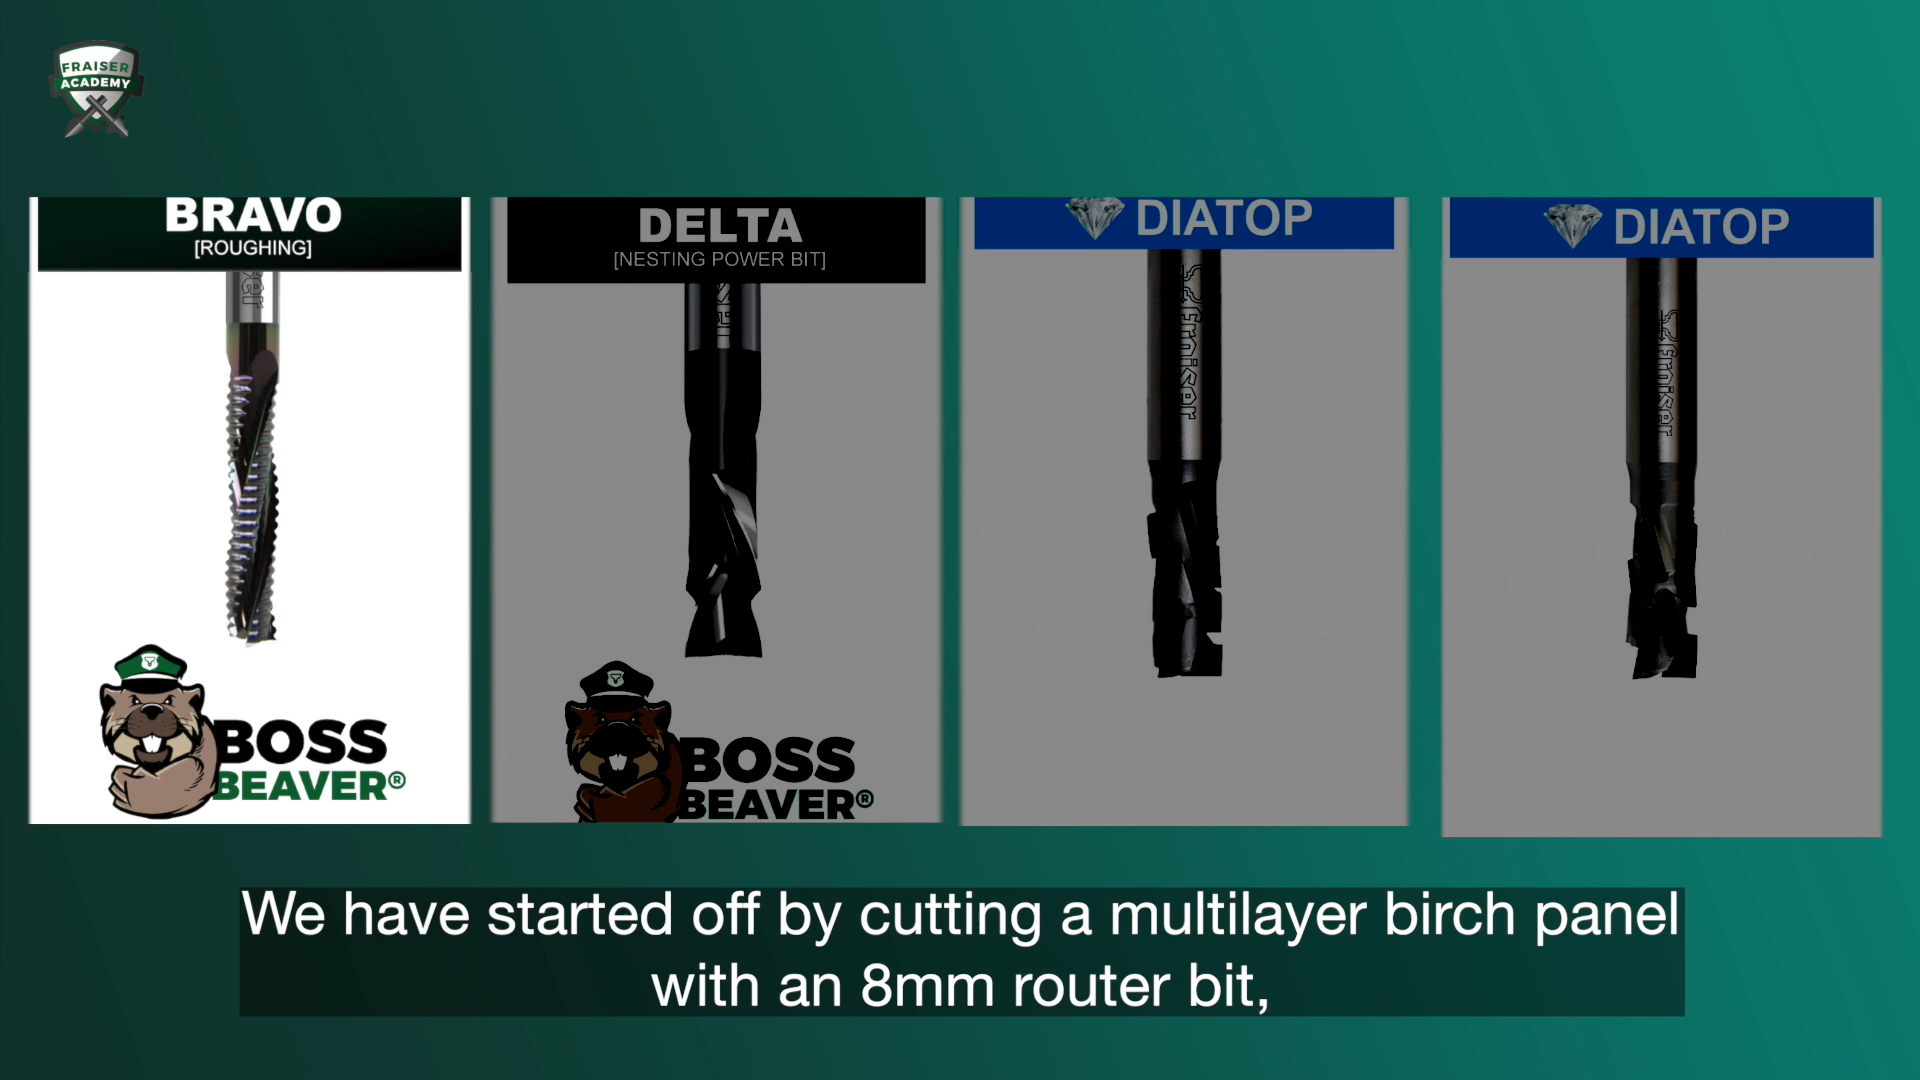 FRAISER
ACADEMY
BRAVO
[ROUGHING]
DELTA
[NESTING POWER BIT]
DIATOP
DIATOP
fraiser
fraiser
BOSS
BEAVER®
BOSS
BEAVER®
We have started off by cutting a multilayer birch panel
with an 8mm router bit,